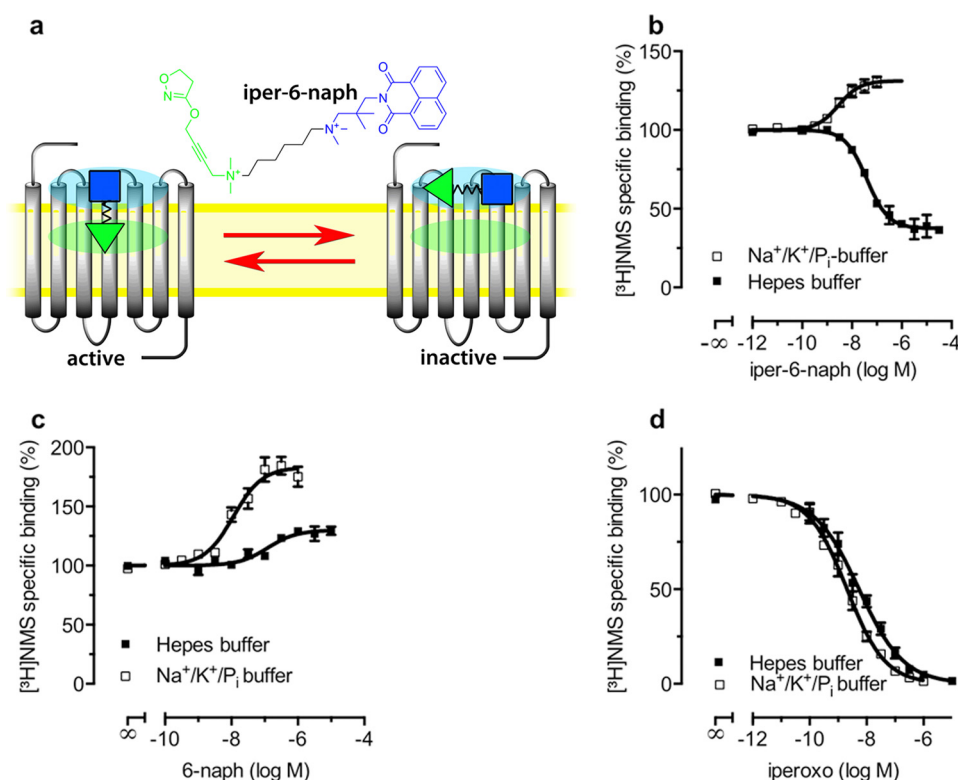 a
iper-6-naph
O
N
O
N+
N+
O
N
O
active
inactive
b
[³H]NMS specific binding (%)
150
100
50
0
Na⁺/K⁺/Pᵢ-buffer
Hepes buffer
-∞ -12 -10 -8 -6 -4
iper-6-naph (log M)
c
[³H]NMS specific binding (%)
200
150
100
50
0
Hepes buffer
Na⁺/K⁺/Pᵢ buffer
∞ -10 -8 -6 -4
6-naph (log M)
d
[³H]NMS specific binding (%)
100
50
0
Hepes buffer
Na⁺/K⁺/Pᵢ buffer
∞ -12 -10 -8 -6
iperoxo (log M)